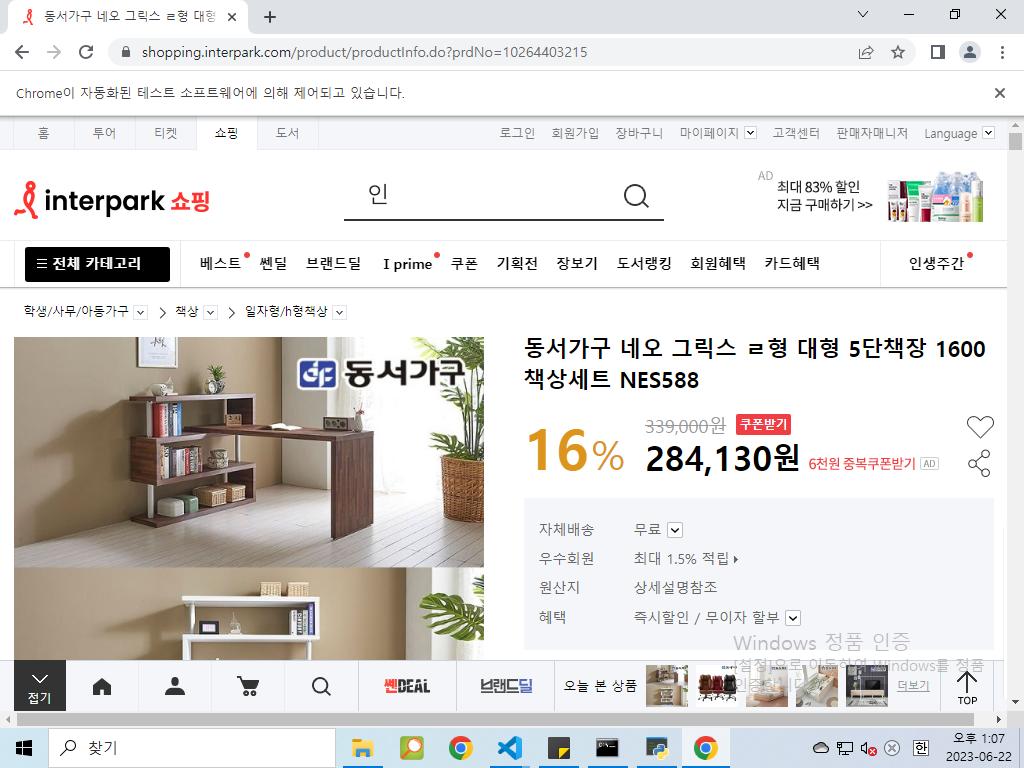 동서가구 네오 그릭스 ㄹ형 대형
shopping.interpark.com/product/productInfo.do?prdNo=10264403215
Chrome이 자동화된 테스트 소프트웨어에 의해 제어되고 있습니다.
홈 투어 티켓 쇼핑 도서 로그인 회원가입 장바구니 마이페이지 고객센터 판매자매니저 Language
interpark 쇼핑
인
AD
최대 83% 할인
지금 구매하기 >>
전체 카테고리 베스트 쎈딜 브랜드딜 I prime 쿠폰 기획전 장보기 도서랭킹 회원혜택 카드혜택 인생주간
학생/사무/아동가구 책상 일자형/h형책상
동서가구
동서가구 네오 그릭스 ㄹ형 대형 5단책장 1600
책상세트 NES588
16% 339,000원 쿠폰받기
284,130원 6천원 중복쿠폰받기 AD
자체배송 무료
우수회원 최대 1.5% 적립
원산지 상세설명참조
혜택 즉시할인 / 무이자 할부
Windows 정품 인증
[설정]으로 이동하여 Windows를 정품
인증합니다.
접기 쎈DEAL 브랜드딜 오늘 본 상품 더보기 TOP
찾기
한
오후 1:07
2023-06-22